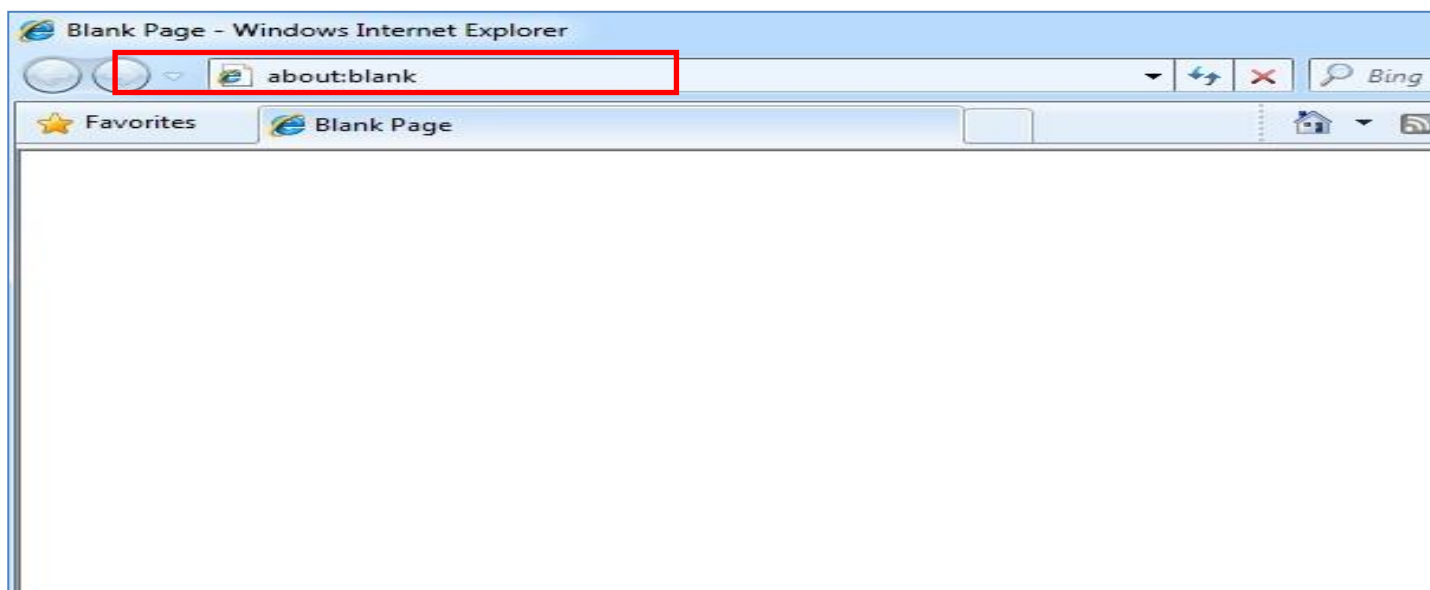 Blank Page - Windows Internet Explorer
about:blank
Bing
Favorites
Blank Page